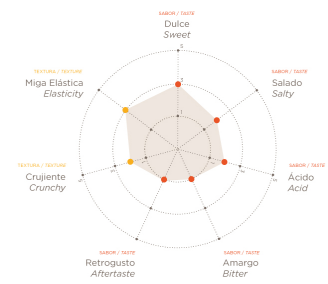 SABOR / TASTE
Dulce
Sweet
TEXTURA / TEXTURE
Miga Elástica
Elasticity
SABOR / TASTE
Salado
Salty
TEXTURA / TEXTURE
Crujiente
Crunchy
SABOR / TASTE
Ácido
Acid
SABOR / TASTE
Retrogusto
Aftertaste
SABOR / TASTE
Amargo
Bitter